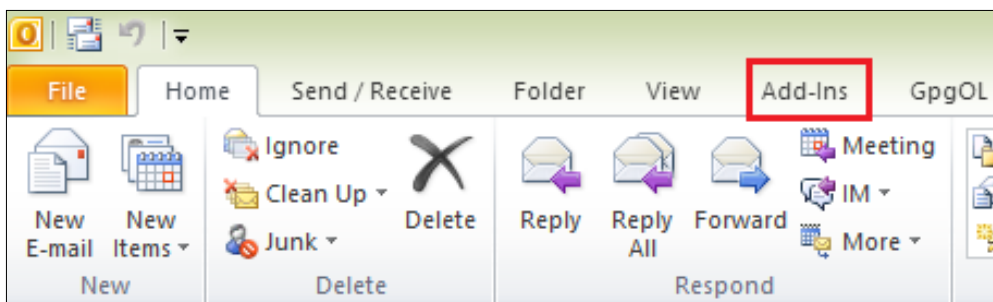 File Home Send / Receive Folder View Add-Ins GpgOL
Ignore
Clean Up
Junk
New
E-mail
New
Items
Delete
Reply
Reply
All
Forward
Meeting
IM
More
New Delete Respond